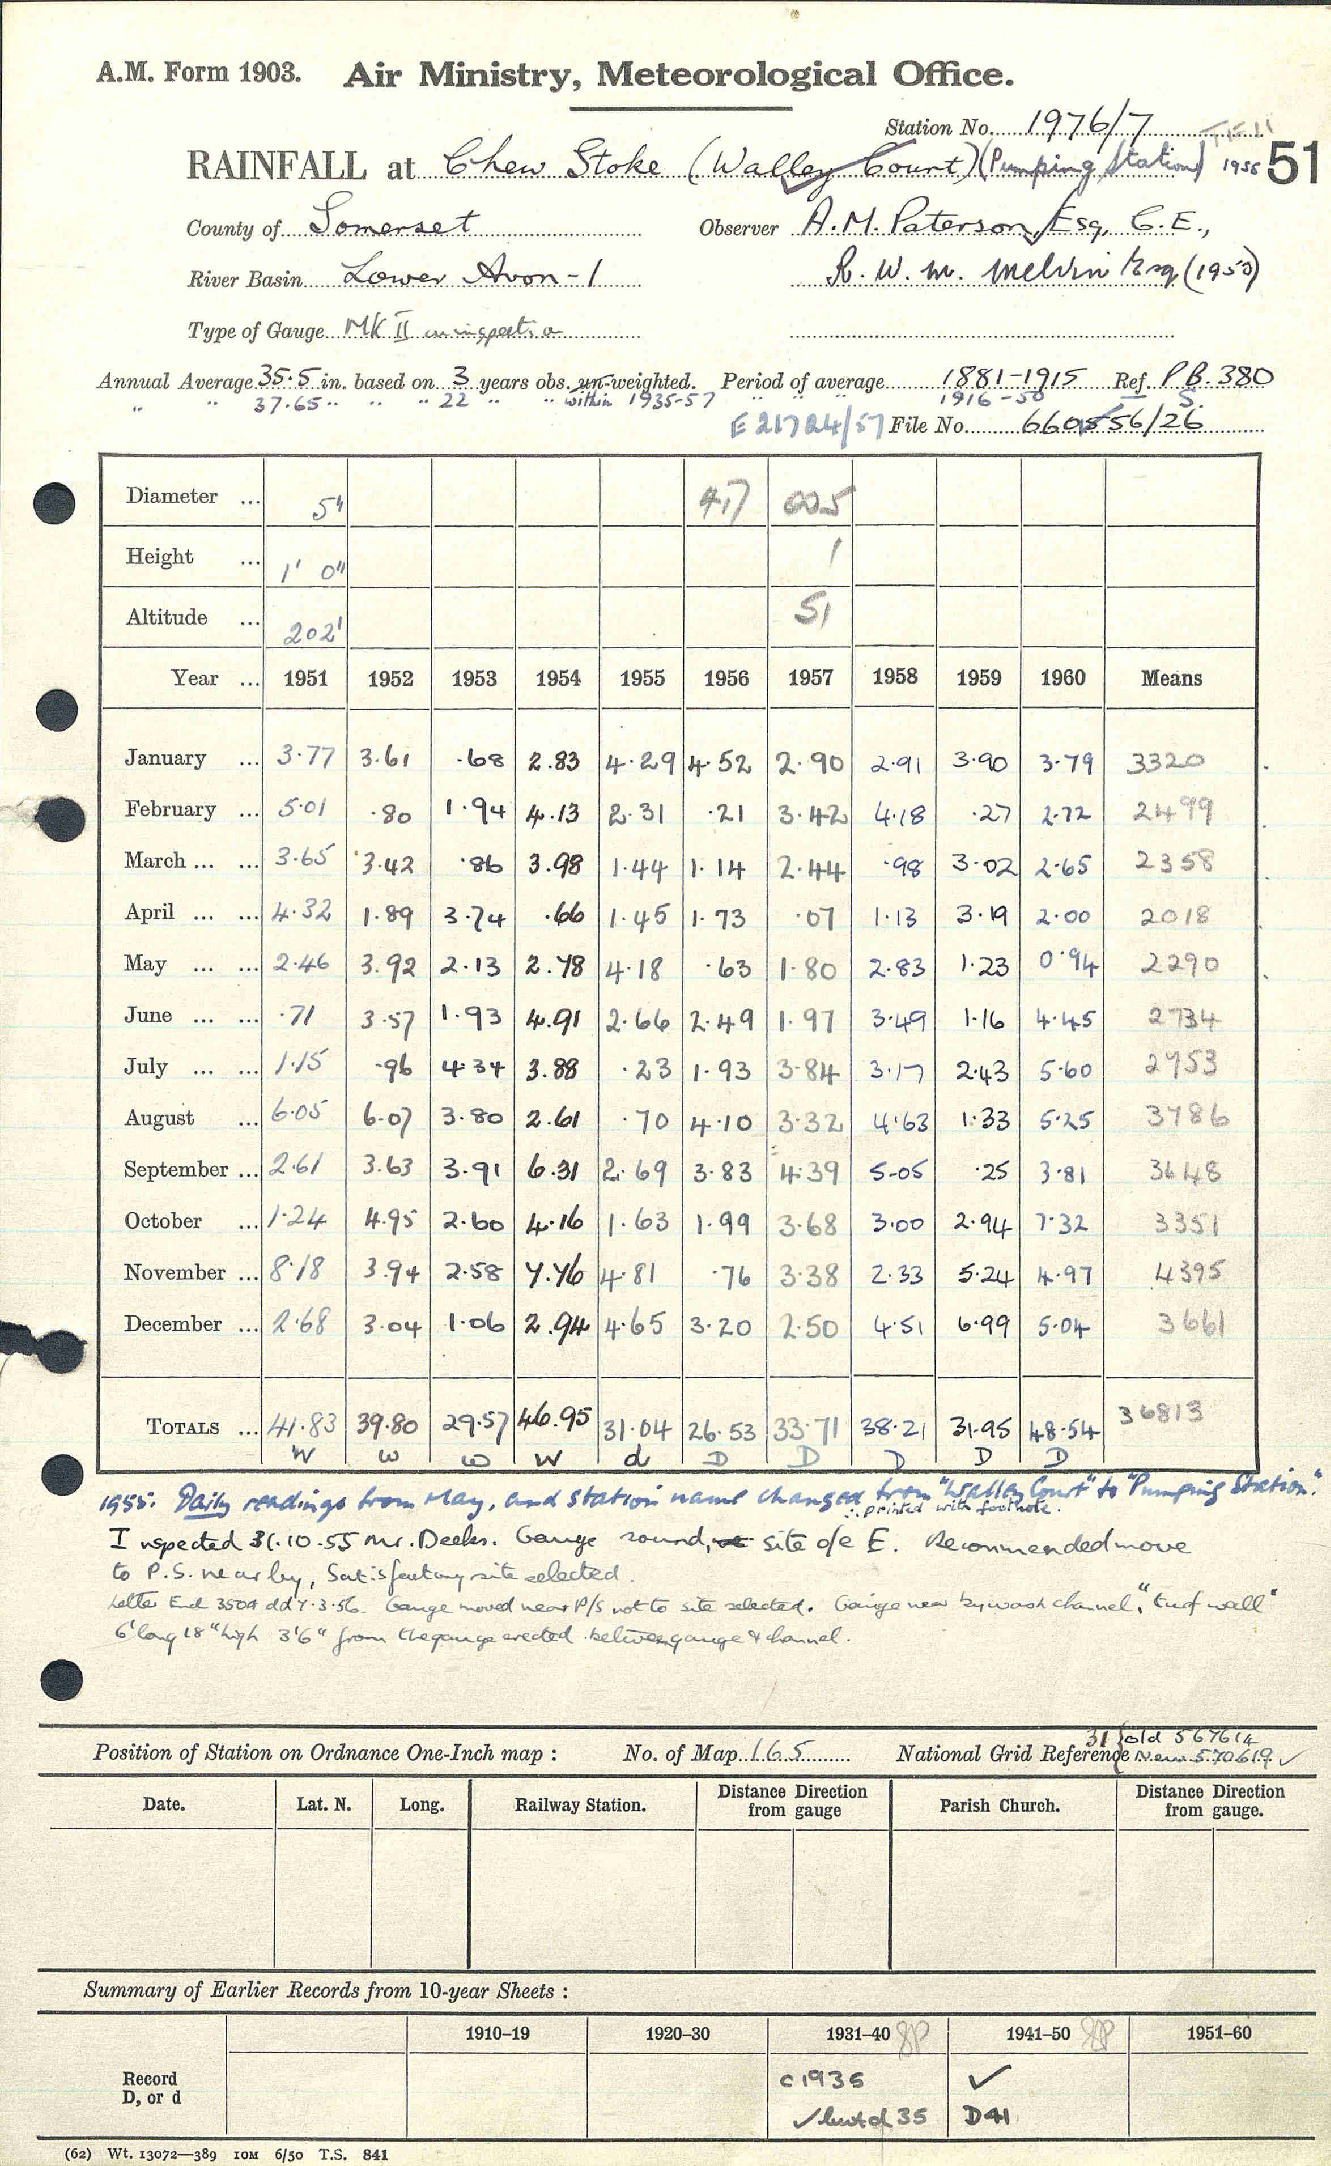 A.M. Form 1903. Air Ministry, Meteorological Office.
Station No. 1976/7
RAINFALL at Chew Stoke (Walley Court) (Pumping Station) 1956 51
County of Somerset Observer A.M. Paterson, Esq, C.E.,
River Basin Lower Avon-1 R. W. M. Melvin Esq (1953)
Type of Gauge MK II on inspection
Annual Average 35.5 in. based on 3 years obs. un-weighted. Period of average 1881-1915 Ref. P B. 380
" " 37.65 " " " 22 " " within 1935-57 " " " 1916-50 S.
E 21724/57 File No. 660556/26
Diameter ... 5" 47 005
Height ... 1' 0" 1
Altitude ... 202' 51
Year ... 1951 1952 1953 1954 1955 1956 1957 1958 1959 1960 Means
January ... 3.77 3.61 .68 2.83 4.29 4.52 2.90 2.91 3.90 3.79 3320
February ... 5.01 .80 1.94 4.13 2.31 .21 3.42 4.18 .27 2.72 2499
March ... ... 3.65 3.42 .86 3.98 1.44 1.14 2.44 .98 3.02 2.65 2358
April ... ... 4.32 1.89 3.74 .66 1.45 1.73 .07 1.13 3.19 2.00 2018
May ... ... 2.46 3.92 2.13 2.78 4.18 .63 1.80 2.83 1.23 0.94 2290
June ... ... .71 3.57 1.93 4.91 2.66 2.49 1.97 3.49 1.16 4.45 2734
July ... ... 1.15 .96 4.34 3.88 .23 1.93 3.84 3.17 2.43 5.60 2753
August ... 6.05 6.07 3.80 2.61 .70 4.10 3.32 4.63 1.33 5.25 3786
September ... 2.61 3.63 3.91 6.31 2.69 3.83 4.39 5.05 .25 3.81 3648
October ... 1.24 4.95 2.60 4.16 1.63 1.99 3.68 3.00 2.94 7.32 3351
November ... 8.18 3.94 2.58 7.76 4.81 .76 3.38 2.33 5.24 4.97 4395
December ... 2.68 3.04 1.06 2.94 4.65 3.20 2.50 4.51 6.99 5.04 3661
TOTALS ... 41.83 39.80 29.57 46.95 31.04 26.53 33.71 38.21 31.95 48.54 36813
W W W W d D D D D D
1955. Daily readings from May, and station name changed from "Walley Court" to "Pumping Station".
∴ printed with footnote.
Inspected 31.10.55 Mr. Deeks. Gauge sound, site o/e E. Recommended move
to P.S. nearby, Satisfactory site selected.
Letter End 350A dd 7.3.56. Gauge moved near P/S not to site selected. Gauge near bywash channel, "turf wall"
6' long 18" high 3'6" from the gauge erected between gauge & channel.
Position of Station on Ordnance One-Inch map : No. of Map 165 National Grid Reference 31 { old 567614
New 570619 ✓
Date. Lat. N. Long. Railway Station. Distance from gauge Direction Parish Church. Distance from gauge. Direction
Summary of Earlier Records from 10-year Sheets :
1910–19 1920–30 1931–40 1941–50 1951–60
Record c 1935 ✓
D, or d ✓ but d 35 D41
(62) Wt. 13072—389 10M 6/50 T.S. 841